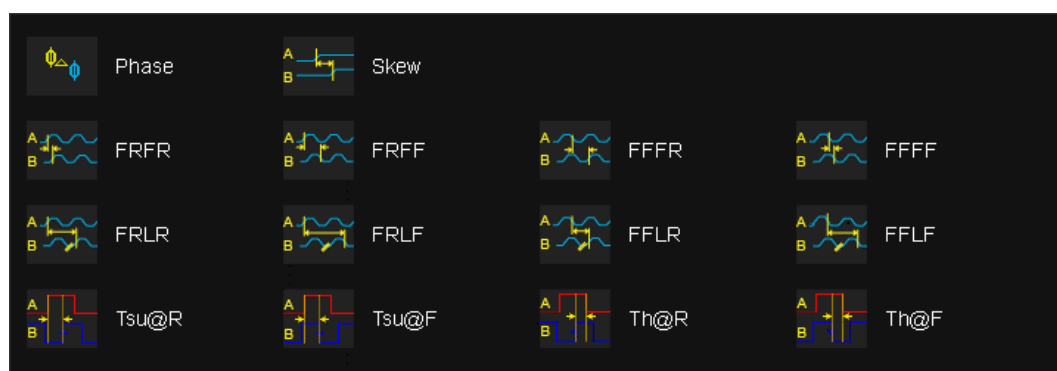 Phase A B Skew
A B FRFR A B FRFF A B FFFR A B FFFF
A B FRLR A B FRLF A B FFLR A B FFLF
A B Tsu@R A B Tsu@F A B Th@R A B Th@F